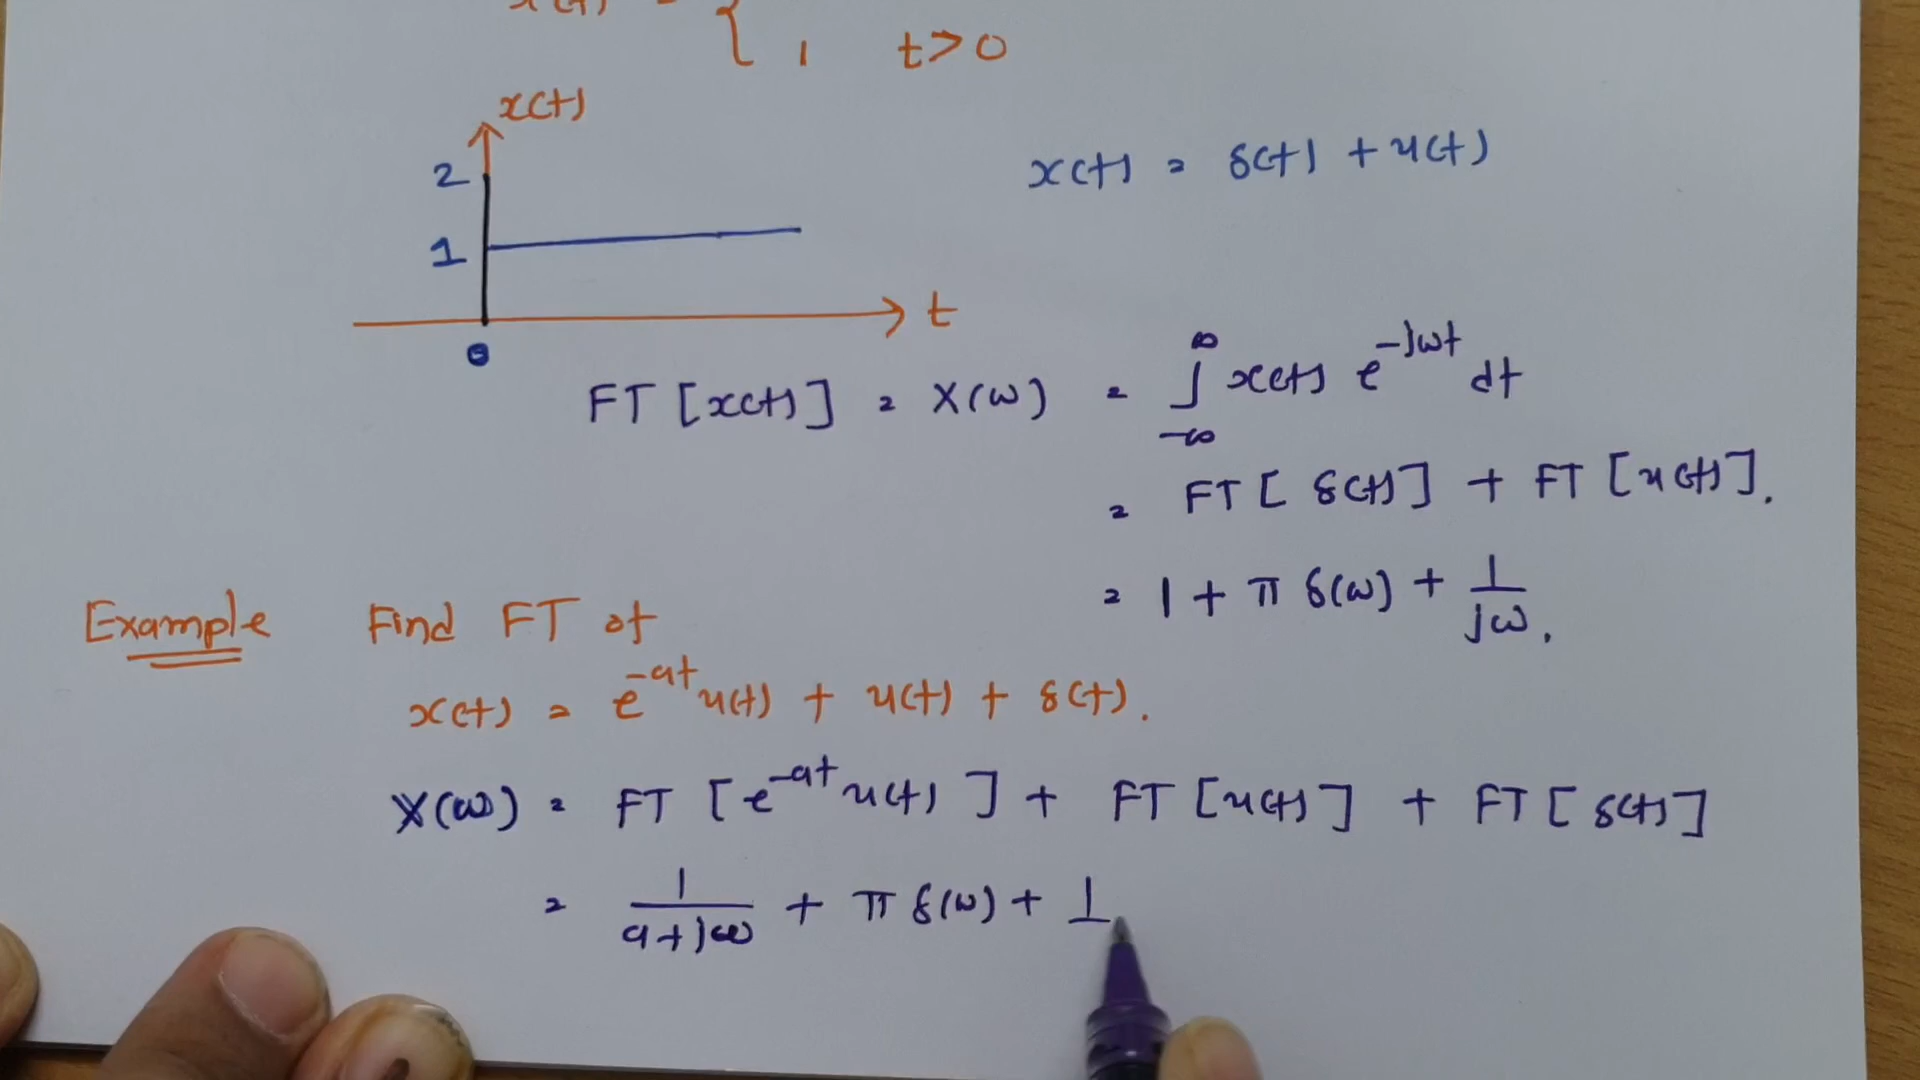 1, t>0
x(t)
2
x(t) = δ(t) + u(t)
1
t
0
FT [x(t)] = X(ω) = ∫_{-∞}^{∞} x(t) e^{-jωt} dt
= FT [ δ(t)] + FT [u(t)].
= 1 + π δ(ω) + 1/jω.
Example Find FT of
x(t) = e^{-at} u(t) + u(t) + δ(t).
X(ω) = FT [e^{-at} u(t) ] + FT [u(t)] + FT [δ(t)]
= 1/(a+jω) + π δ(ω) + 1